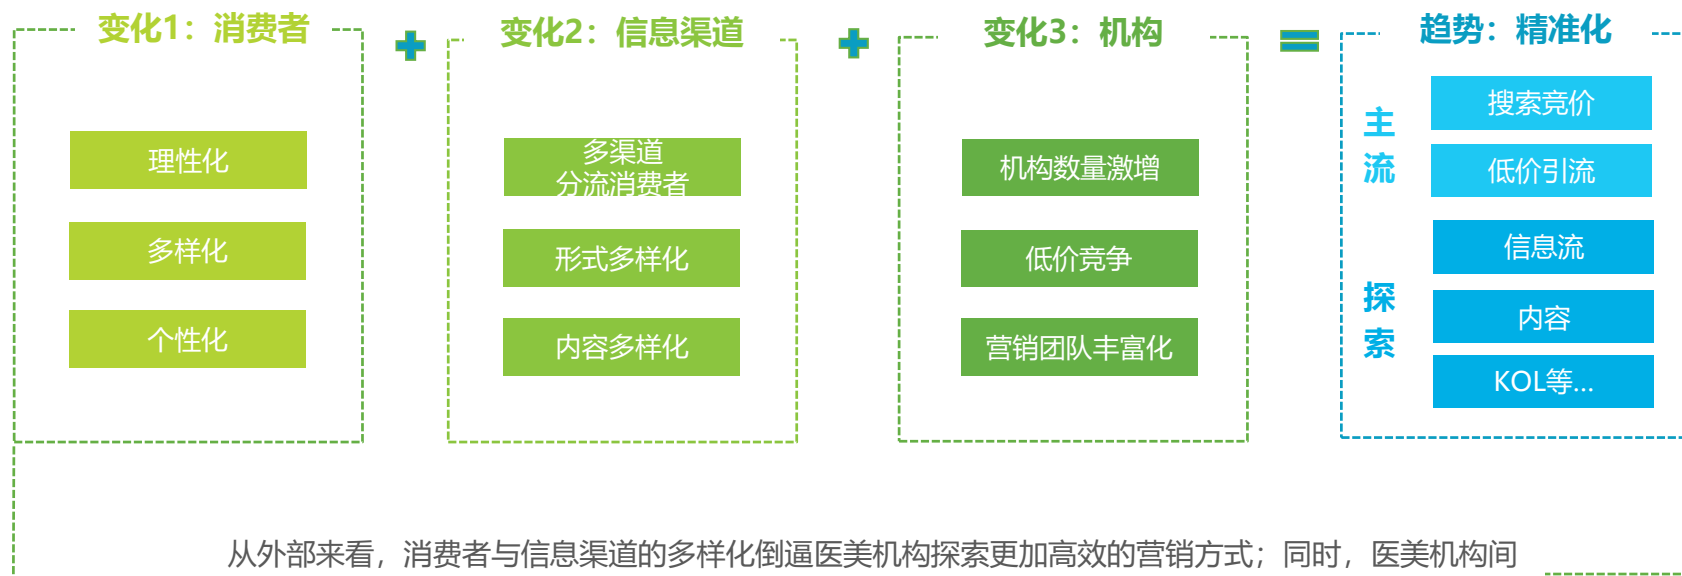 变化1：消费者
理性化
多样化
个性化
变化2：信息渠道
多渠道
分流消费者
形式多样化
内容多样化
变化3：机构
机构数量激增
低价竞争
营销团队丰富化
趋势：精准化
主流
搜索竞价
低价引流
探索
信息流
内容
KOL等...
从外部来看，消费者与信息渠道的多样化倒逼医美机构探索更加高效的营销方式；同时，医美机构间